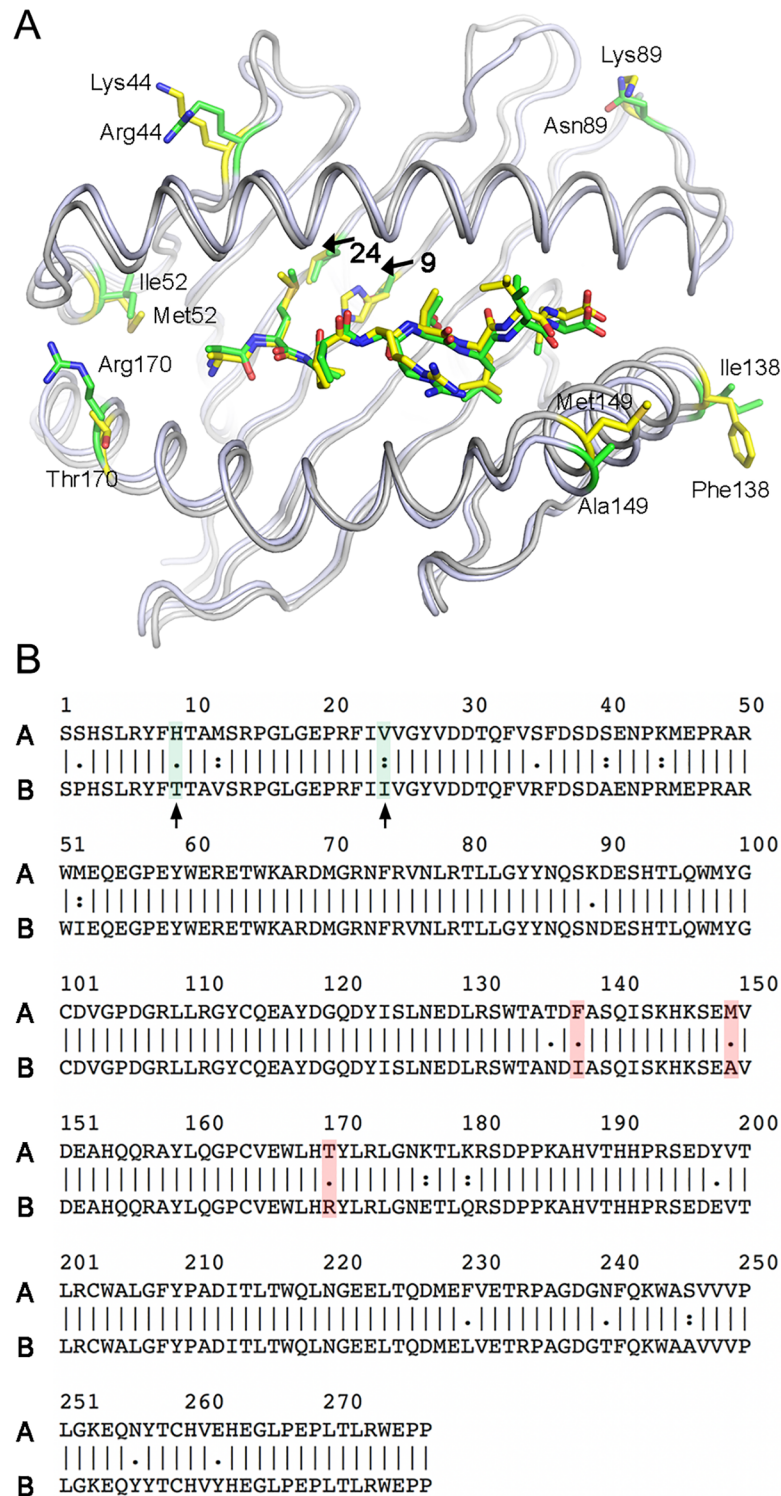 A
Lys44
Lys89
Arg44
Asn89
24
9
Ile52
Met52
Arg170
Ile138
Met149
Thr170
Ala149
Phe138
B
1 10 20 30 40 50
A SSHSLRYFHTAMSRPGLGEPRFIVVGYVDDTQFVSFDSDSENPKMEPRAR
|.||||||.||:|||||||||||:||||||||||.||||:|||:||||||
B SPHSLRYFTTAVSRPGLGEPRFIIVGYVDDTQFVRFDSDAENPRMEPRAR
51 60 70 80 90 100
A WMEQEGPEYWERETWKARDMGRNFRVNLRTLLGYYNQSKDESHTLQWMYG
|:||||||||||||||||||||||||||||||||||||.|||||||||||
B WIEQEGPEYWERETWKARDMGRNFRVNLRTLLGYYNQSNDESHTLQWMYG
101 110 120 130 140 150
A CDVGPDGRLLRGYCQEAYDGQDYISLNEDLRSWTATDFASQISKHKSEMV
|||||||||||||||||||||||||||||||||||.|.||||||||||.|
B CDVGPDGRLLRGYCQEAYDGQDYISLNEDLRSWTANDIASQISKHKSEAV
151 160 170 180 190 200
A DEAHQQRAYLQGPCVEWLHTYLRLGNKTLKRSDPPKAHVTHHPRSEDYVT
|||||||||||||||||||.||||||:||:|||||||||||||||||.||
B DEAHQQRAYLQGPCVEWLHRYLRLGNETLQRSDPPKAHVTHHPRSEDEVT
201 210 220 230 240 250
A LRCWALGFYPADITLTWQLNGEELTQDMEFVETRPAGDGNFQKWASVVVP
|||||||||||||||||||||||||||||.|||||||||.|||||:||||
B LRCWALGFYPADITLTWQLNGEELTQDMELVETRPAGDGTFQKWAAVVVP
251 260 270
A LGKEQNYTCHVEHEGLPEPLTLRWEPP
|||||.|||||.|||||||||||||||
B LGKEQYYTCHVYHEGLPEPLTLRWEPP